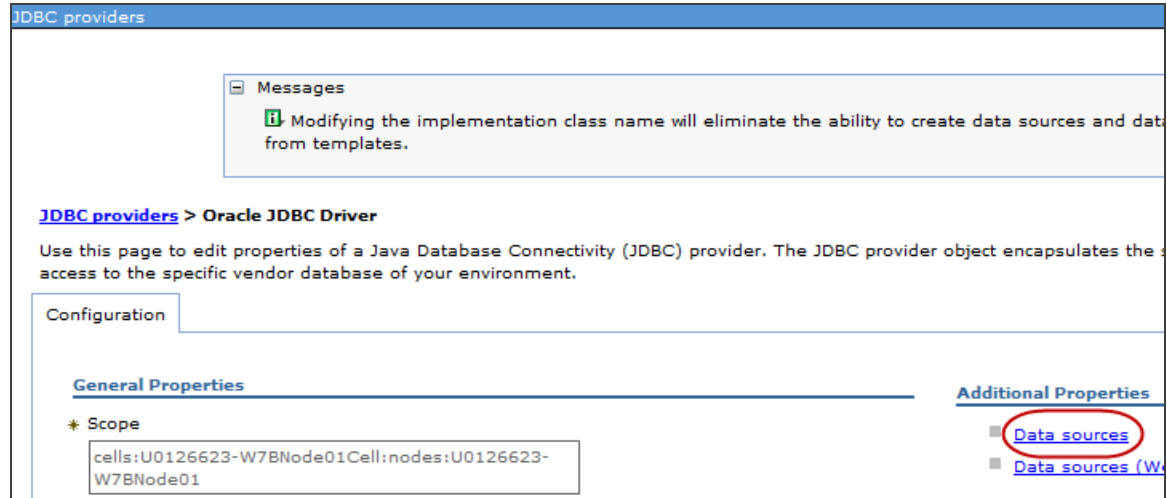 JDBC providers
Messages
Modifying the implementation class name will eliminate the ability to create data sources and
from templates.
JDBC providers > Oracle JDBC Driver
Use this page to edit properties of a Java Database Connectivity (JDBC) provider. The JDBC provider object encapsulates the
access to the specific vendor database of your environment.
Configuration
General Properties
Additional Properties
* Scope
Data sources
cells:U0126623-W7BNode01Cell:nodes:U0126623-
W7BNode01
Data sources